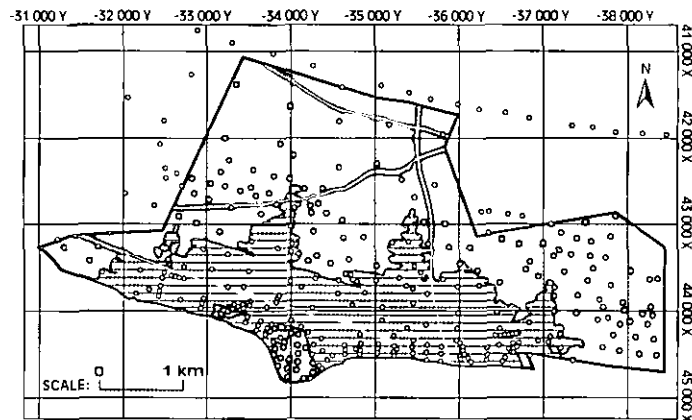 -31 000 Y -32 000 Y -33 000 Y -34 000 Y -35 000 Y -36 000 Y -37 000 Y -38 000 Y
41 000 X
N
42 000 X
43 000 X
44 000 X
0 1 km
SCALE:
45 000 X